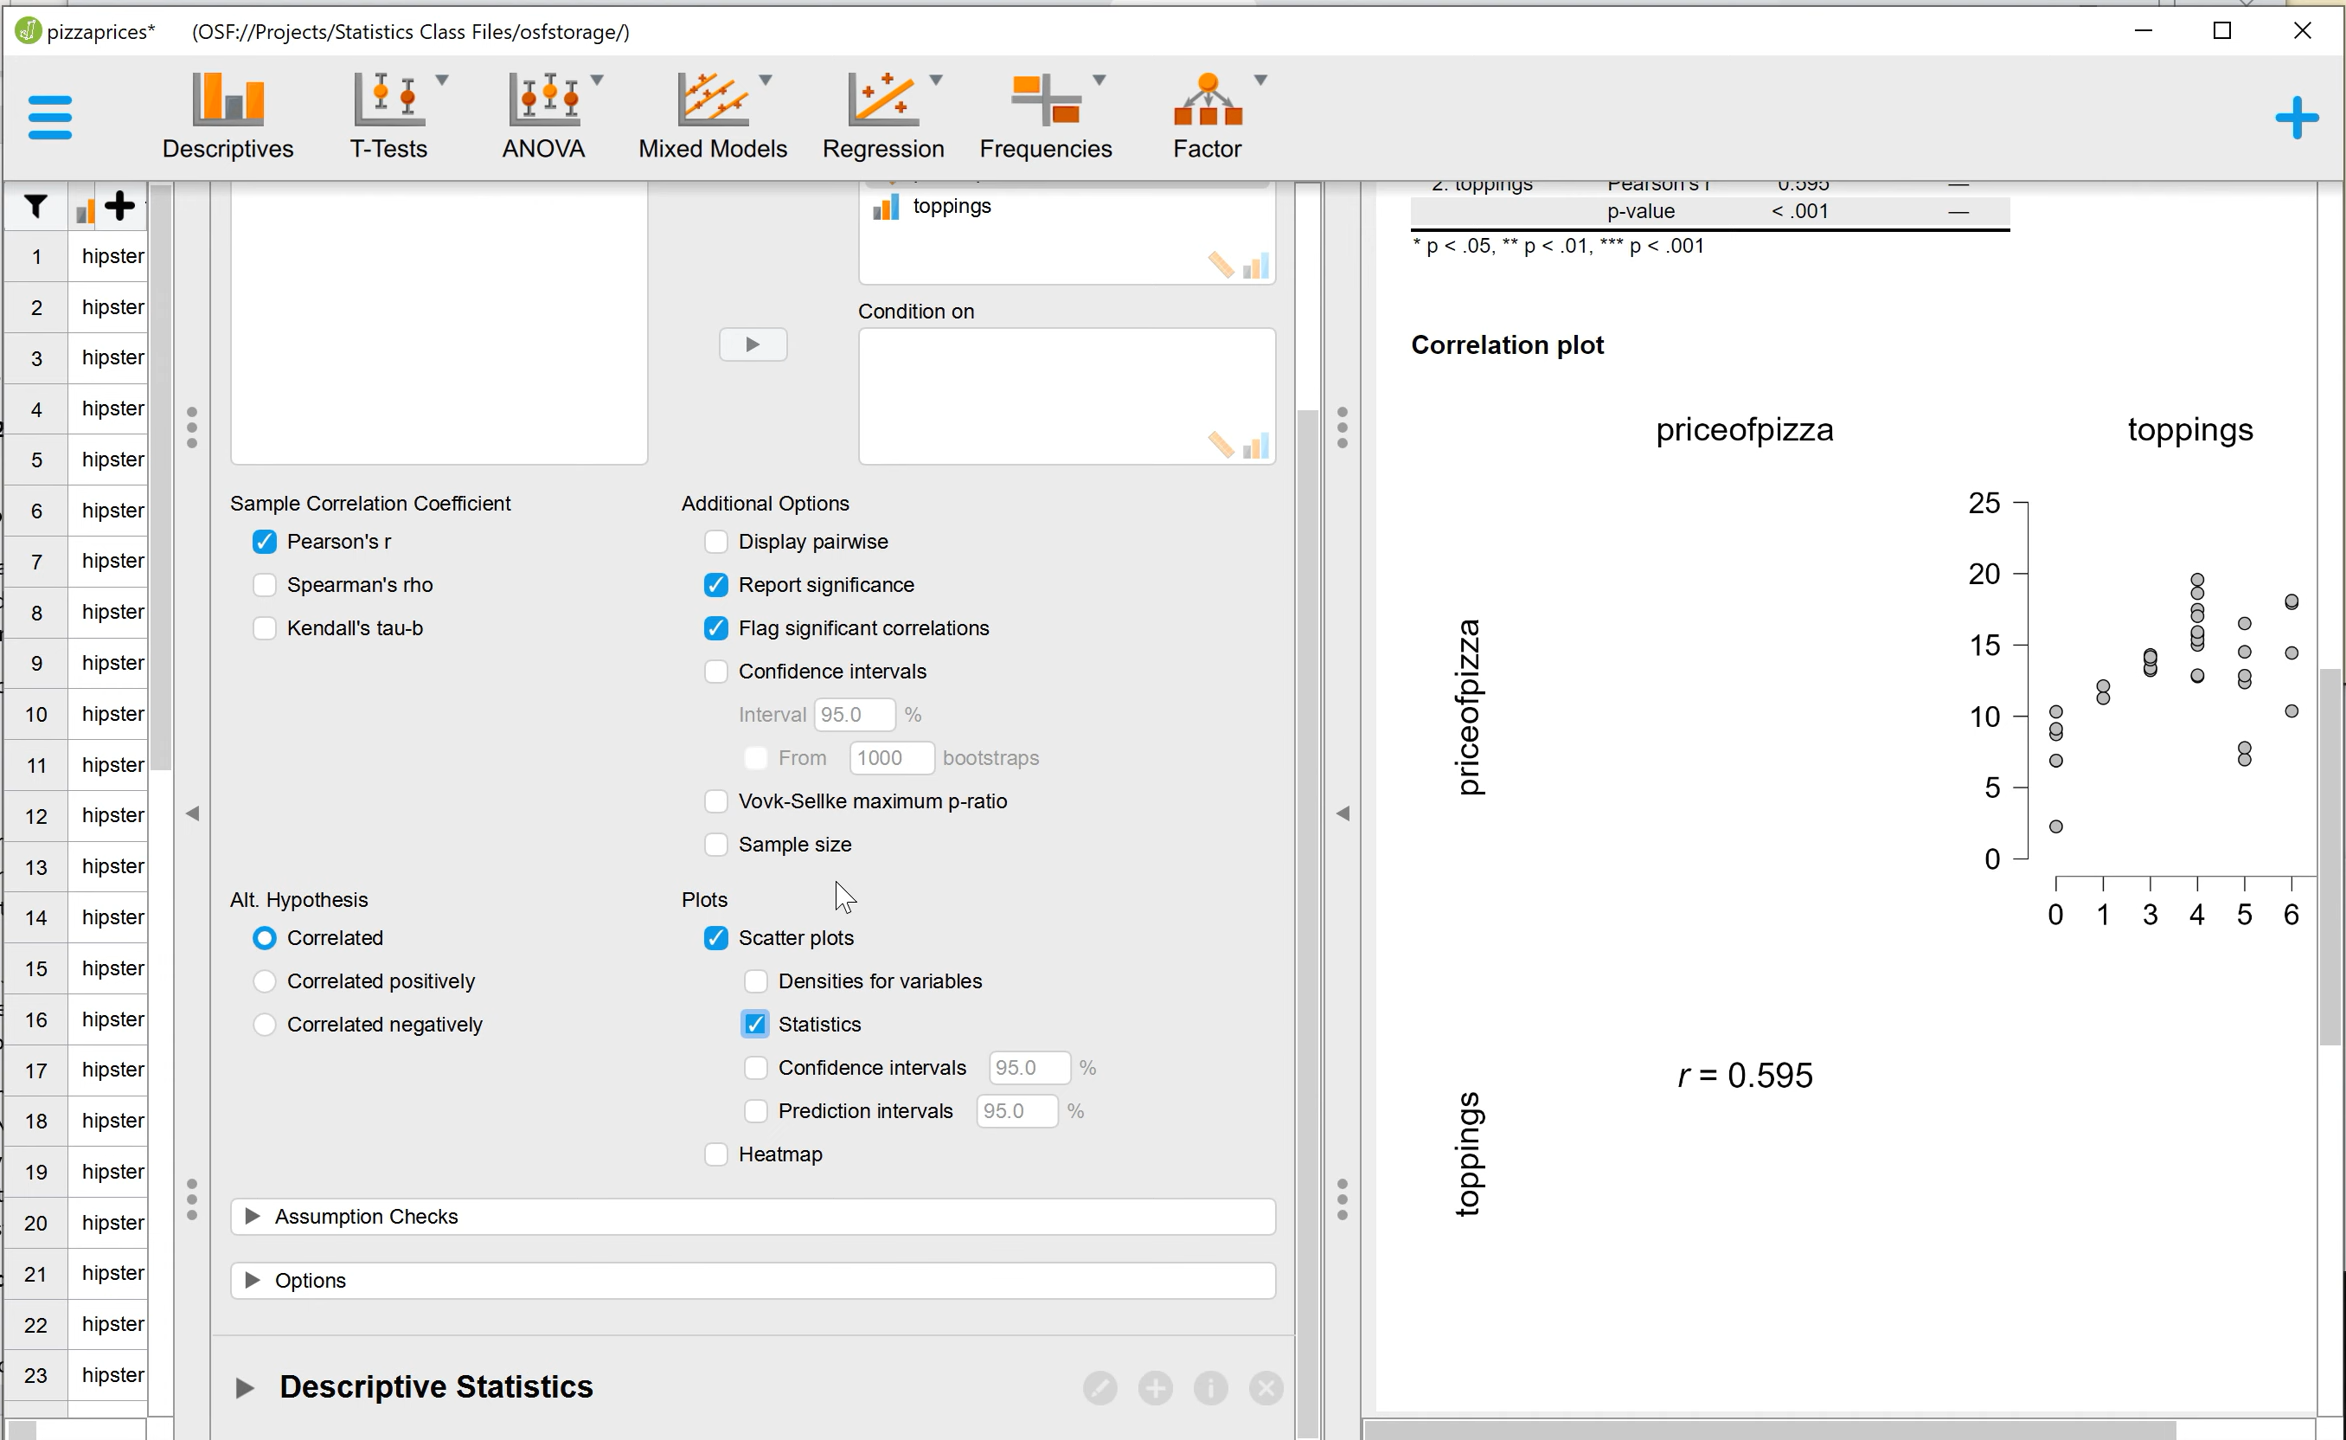 pizzaprices* (OSF://Projects/Statistics Class Files/osfstorage/)
Descriptives T-Tests ANOVA Mixed Models Regression Frequencies Factor
1 hipster
2 hipster
3 hipster
4 hipster
5 hipster
6 hipster
7 hipster
8 hipster
9 hipster
10 hipster
11 hipster
12 hipster
13 hipster
14 hipster
15 hipster
16 hipster
17 hipster
18 hipster
19 hipster
20 hipster
21 hipster
22 hipster
23 hipster
toppings
Condition on
Sample Correlation Coefficient
Pearson's r
Spearman's rho
Kendall's tau-b
Additional Options
Display pairwise
Report significance
Flag significant correlations
Confidence intervals
Interval 95.0 %
From 1000 bootstraps
Vovk-Sellke maximum p-ratio
Sample size
Alt. Hypothesis
Correlated
Correlated positively
Correlated negatively
Plots
Scatter plots
Densities for variables
Statistics
Confidence intervals 95.0 %
Prediction intervals 95.0 %
Heatmap
Assumption Checks
Options
Descriptive Statistics
2. toppings Pearson's r 0.595 —
p-value < .001 —
* p < .05, ** p < .01, *** p < .001
Correlation plot
priceofpizza toppings
priceofpizza
25
20
15
10
5
0
0 1 3 4 5 6
toppings
r = 0.595